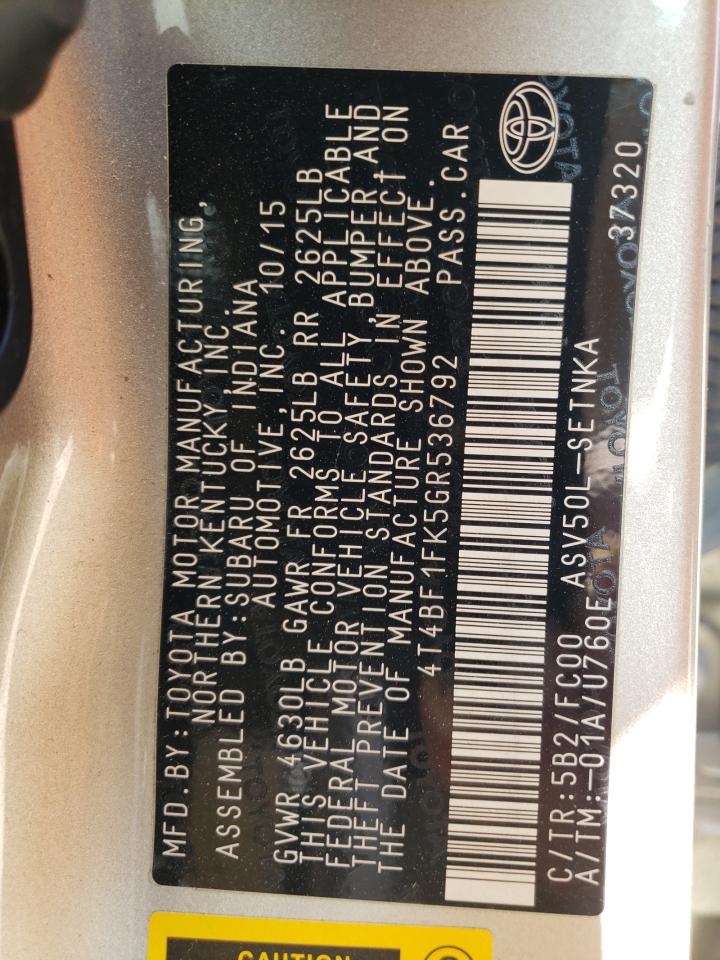 MFD.BY:TOYOTA MOTOR MANUFACTURING,
NORTHERN KENTUCKY,INC.
ASSEMBLED BY:SUBARU OF INDIANA
AUTOMOTIVE,INC. 10/15
GVWR 4630LB GAWR FR 2625LB RR 2625LB
THIS VEHICLE CONFORMS TO ALL APPLICABLE
FEDERAL MOTOR VEHICLE SAFETY,BUMPER,AND
THEFT PREVENTION STANDARDS IN EFFECT ON
THE DATE OF MANUFACTURE SHOWN ABOVE.
4T4BF1FK5GR536792 PASS.CAR
C/TR:5B2/FC00 ASV50L-SETNKA 37320
A/TM:-01A/U760E
TOYOTA
CAUTION